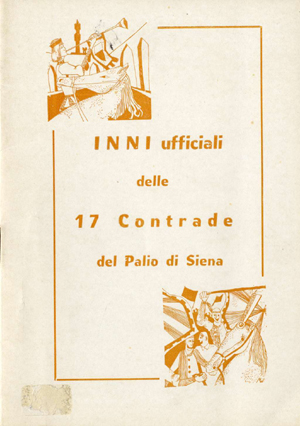 INNI ufficiali
delle
17 Contrade
del Palio di Siena